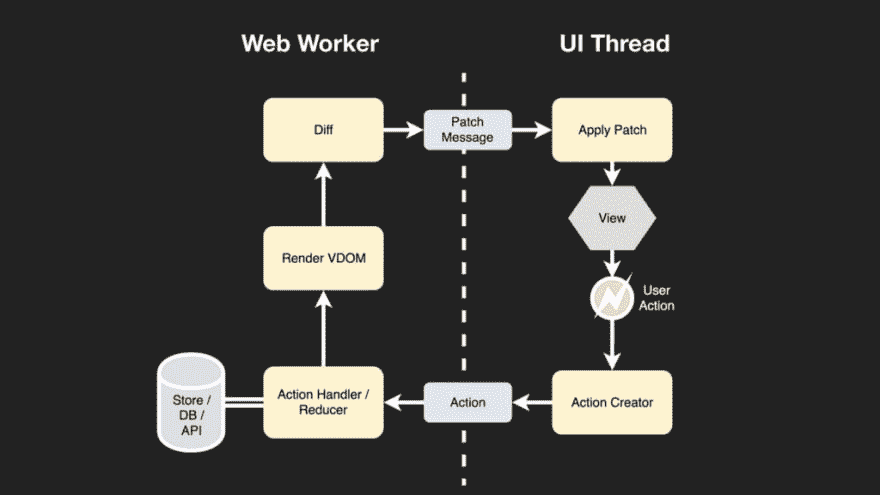 Web Worker
UI Thread
Diff
Patch
Message
Apply Patch
View
Render VDOM
User
Action
Store /
DB /
API
Action Handler /
Reducer
Action
Action Creator